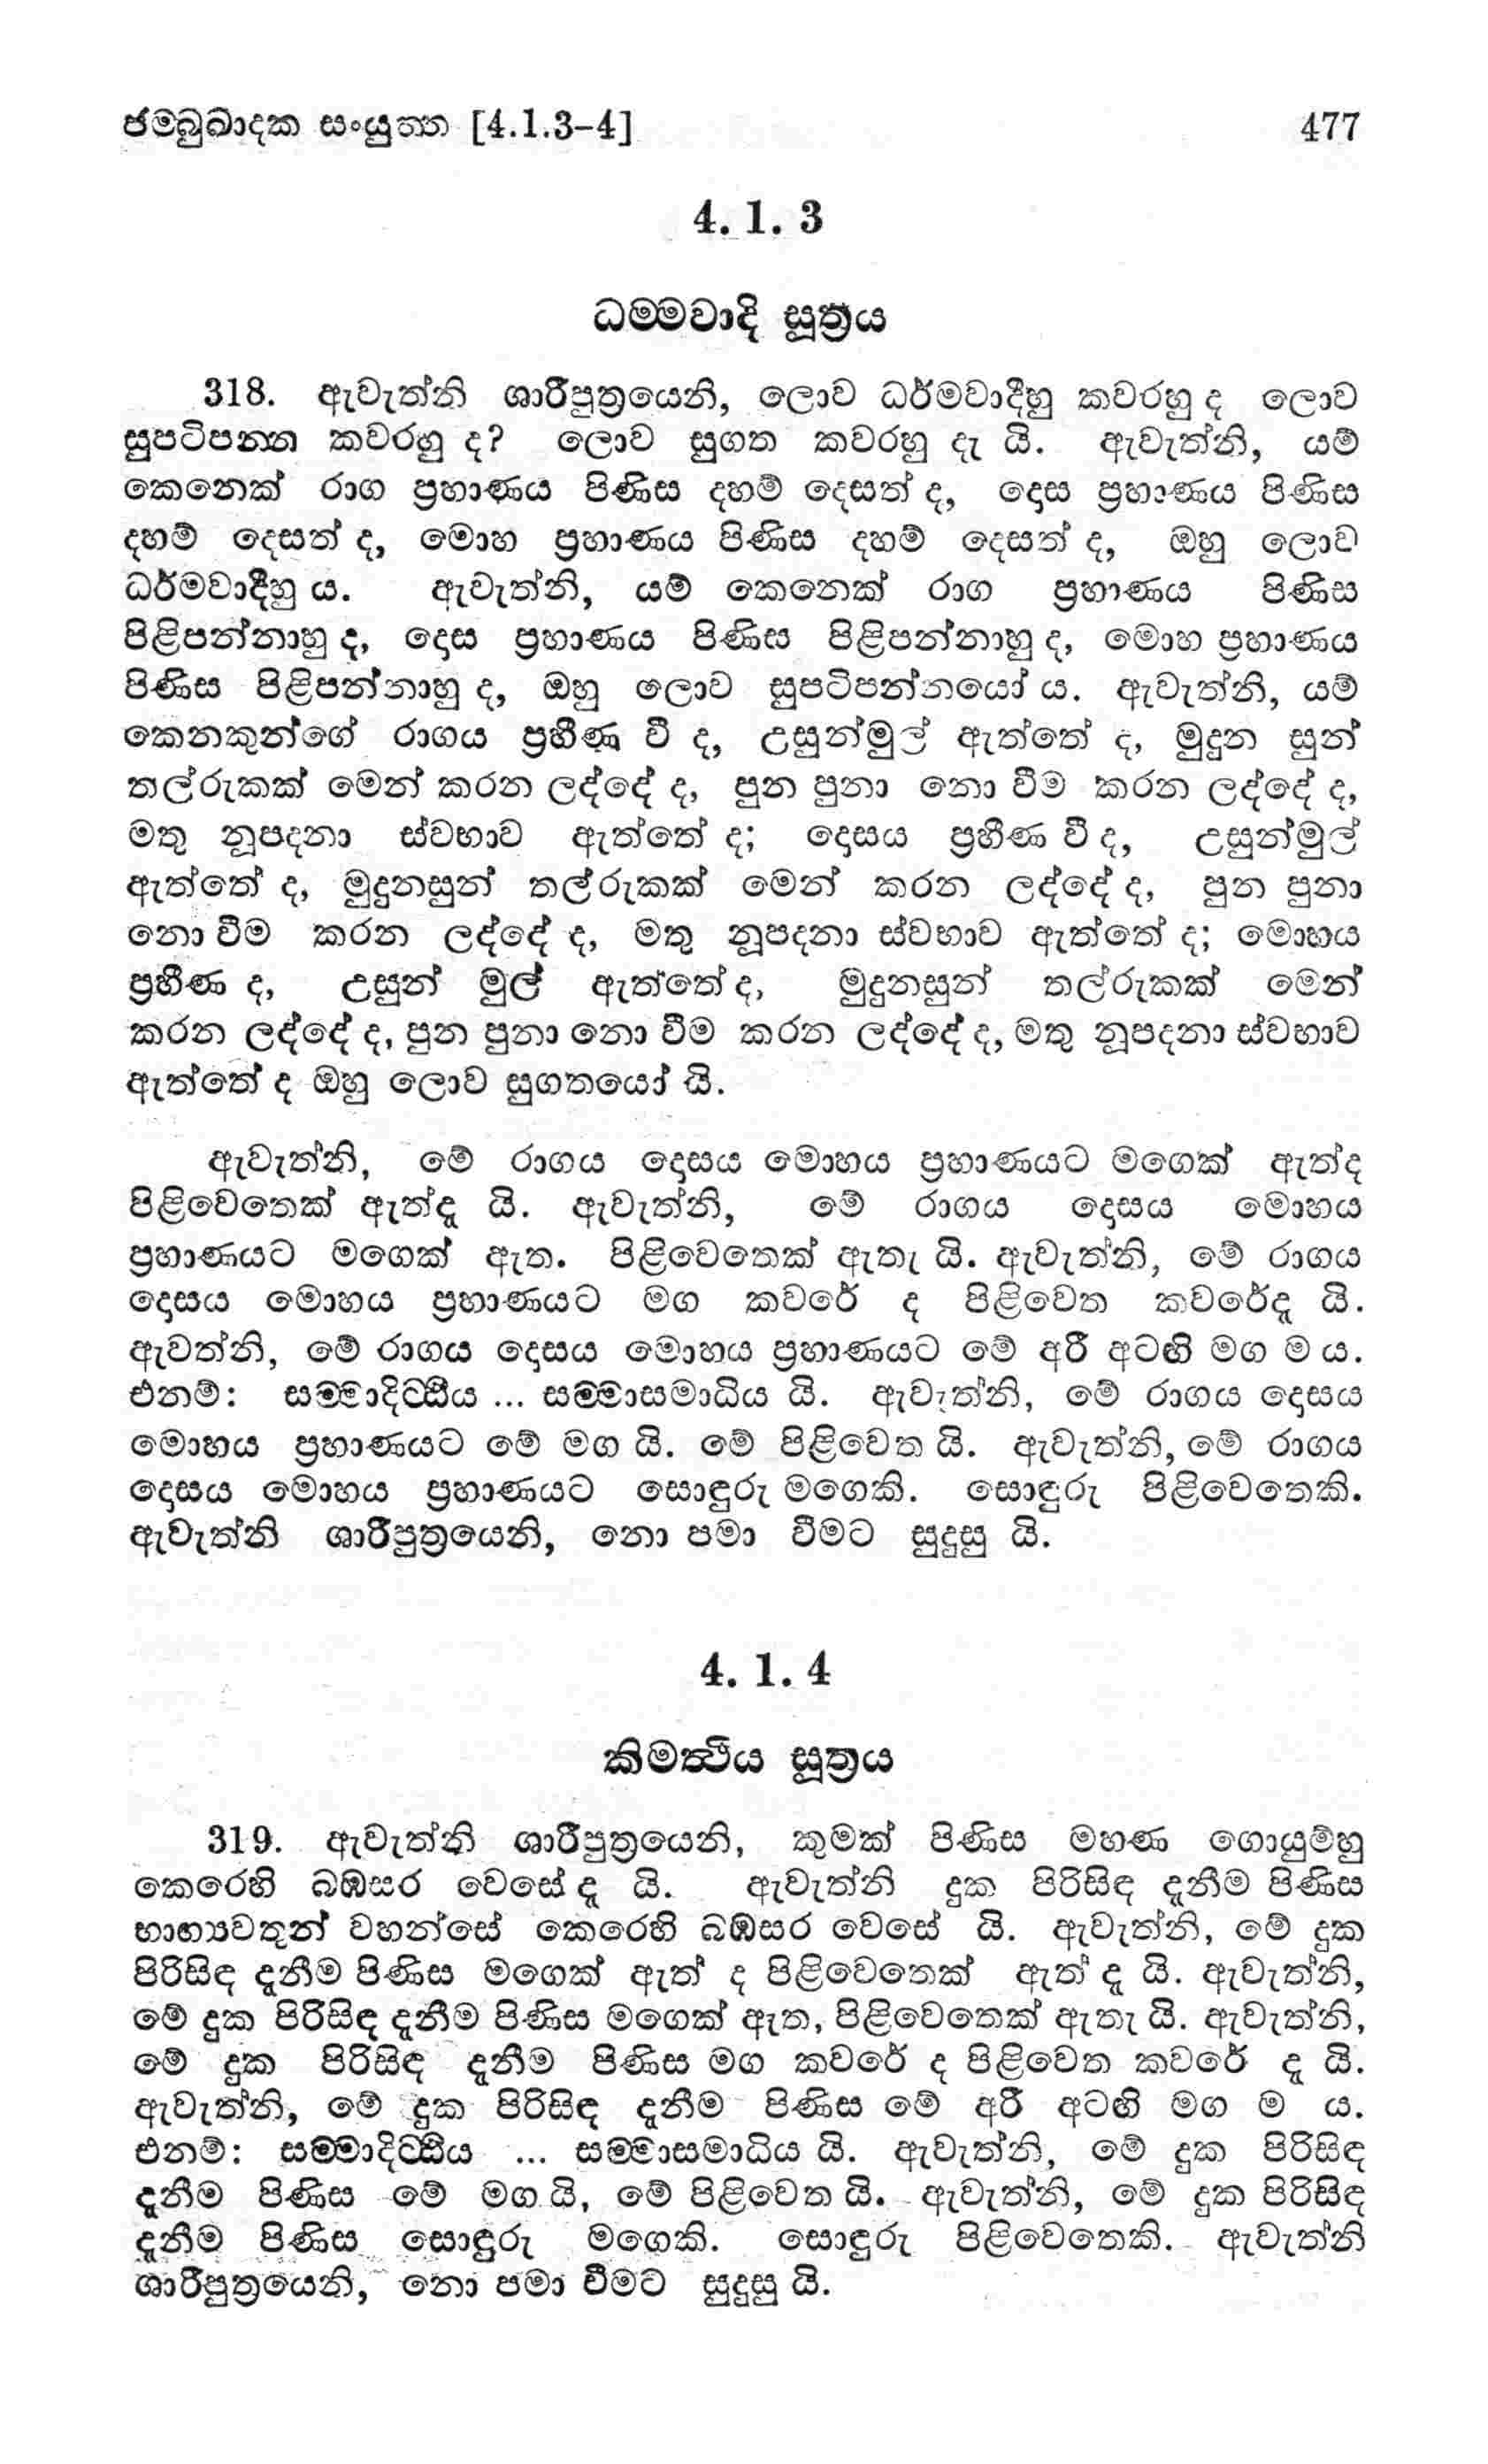 ජම්බුඛාදක සංයුත්ත [4.1.3-4] 477
4. 1. 3
ධම්මවාදි සූත්‍රය
318. ඇවැත්නි ශාරීපුත්‍රයෙනි, ලොව ධර්මවාදීහු කවරහු ද ලොව
සුපටිපන්න කවරහු ද? ලොව සුගත කවරහු දැ යි. ඇවැත්නි, යම්
කෙනෙක් රාග ප්‍රහාණය පිණිස දහම් දෙසත් ද, දොස ප්‍රහාණය පිණිස
දහම් දෙසත් ද, මොහ ප්‍රහාණය පිණිස දහම් දෙසත් ද, ඔහු ලොව
ධර්මවාදීහු ය. ඇවැත්නි, යම් කෙනෙක් රාග ප්‍රහාණය පිණිස
පිළිපන්නාහු ද, දොස ප්‍රහාණය පිණිස පිළිපන්නාහු ද, මොහ ප්‍රහාණය
පිණිස පිළිපන්නාහු ද, ඔහු ලොව සුපටිපන්නයෝ ය. ඇවැත්නි, යම්
කෙනකුන්ගේ රාගය ප්‍රහීණ වී ද, උසුන්මුල් ඇත්තේ ද, මුදුන සුන්
තල්රුකක් මෙන් කරන ලද්දේ ද, පුන පුනා නො වීම කරන ලද්දේ ද,
මතු නූපදනා ස්වභාව ඇත්තේ ද; දොසය ප්‍රහීණ වී ද, උසුන්මුල්
ඇත්තේ ද, මුදුනසුන් තල්රුකක් මෙන් කරන ලද්දේ ද, පුන පුනා
නො වීම කරන ලද්දේ ද, මතු නූපදනා ස්වභාව ඇත්තේ ද; මොහය
ප්‍රහීණ ද, උසුන් මුල් ඇත්තේ ද, මුදුනසුන් තල්රුකක් මෙන්
කරන ලද්දේ ද, පුන පුනා නො වීම කරන ලද්දේ ද, මතු නූපදනා ස්වභාව
ඇත්තේ ද ඔහු ලොව සුගතයෝ යි.
ඇවැත්නි, මේ රාගය දොසය මොහය ප්‍රහාණයට මගෙක් ඇත්ද
පිළිවෙතෙක් ඇත්දැ යි. ඇවැත්නි, මේ රාගය දොසය මොහය
ප්‍රහාණයට මගෙක් ඇත. පිළිවෙතෙක් ඇතැ යි. ඇවැත්නි, මේ රාගය
දොසය මොහය ප්‍රහාණයට මග කවරේ ද පිළිවෙත කවරේදැ යි.
ඇවත්නි, මේ රාගය දොසය මොහය ප්‍රහාණයට මේ අරී අටඟි මග ම ය.
එනම්: සම්මාදිට්ඨිය ... සම්මාසමාධිය යි. ඇවැත්නි, මේ රාගය දොසය
මොහය ප්‍රහාණයට මේ මග යි. මේ පිළිවෙත යි. ඇවැත්නි, මේ රාගය
දොසය මොහය ප්‍රහාණයට සොඳුරු මගෙකි. සොඳුරු පිළිවෙතෙකි.
ඇවැත්නි ශාරීපුත්‍රයෙනි, නො පමා වීමට සුදුසු යි.
4. 1. 4
කිමත්ථිය සූත්‍රය
319. ඇවැත්නි ශාරීපුත්‍රයෙනි, කුමක් පිණිස මහණ ගොයුම්හු
කෙරෙහි බඹසර වෙසේ දැ යි. ඇවැත්නි දුක පිරිසිඳ දැනීම පිණිස
භාග්‍යවතුන් වහන්සේ කෙරෙහි බඹසර වෙසේ යි. ඇවැත්නි, මේ දුක
පිරිසිඳ දැනීම පිණිස මගෙක් ඇත් ද පිළිවෙතෙක් ඇත් දැ යි. ඇවැත්නි,
මේ දුක පිරිසිඳ දැනීම පිණිස මගෙක් ඇත, පිළිවෙතෙක් ඇතැ යි. ඇවැත්නි,
මේ දුක පිරිසිඳ දැනීම පිණිස මග කවරේ ද පිළිවෙත කවරේ දැ යි.
ඇවැත්නි, මේ දුක පිරිසිඳ දැනීම පිණිස මේ අරී අටඟි මග ම ය.
එනම්: සම්මාදිට්ඨිය ... සම්මාසමාධිය යි. ඇවැත්නි, මේ දුක පිරිසිඳ
දැනීම පිණිස මේ මග යි, මේ පිළිවෙත යි. ඇවැත්නි, මේ දුක පිරිසිඳ
දැනීම පිණිස සොඳුරු මගෙකි. සොඳුරු පිළිවෙතෙකි. ඇවැත්නි
ශාරීපුත්‍රයෙනි, නො පමා වීමට සුදුසු යි.